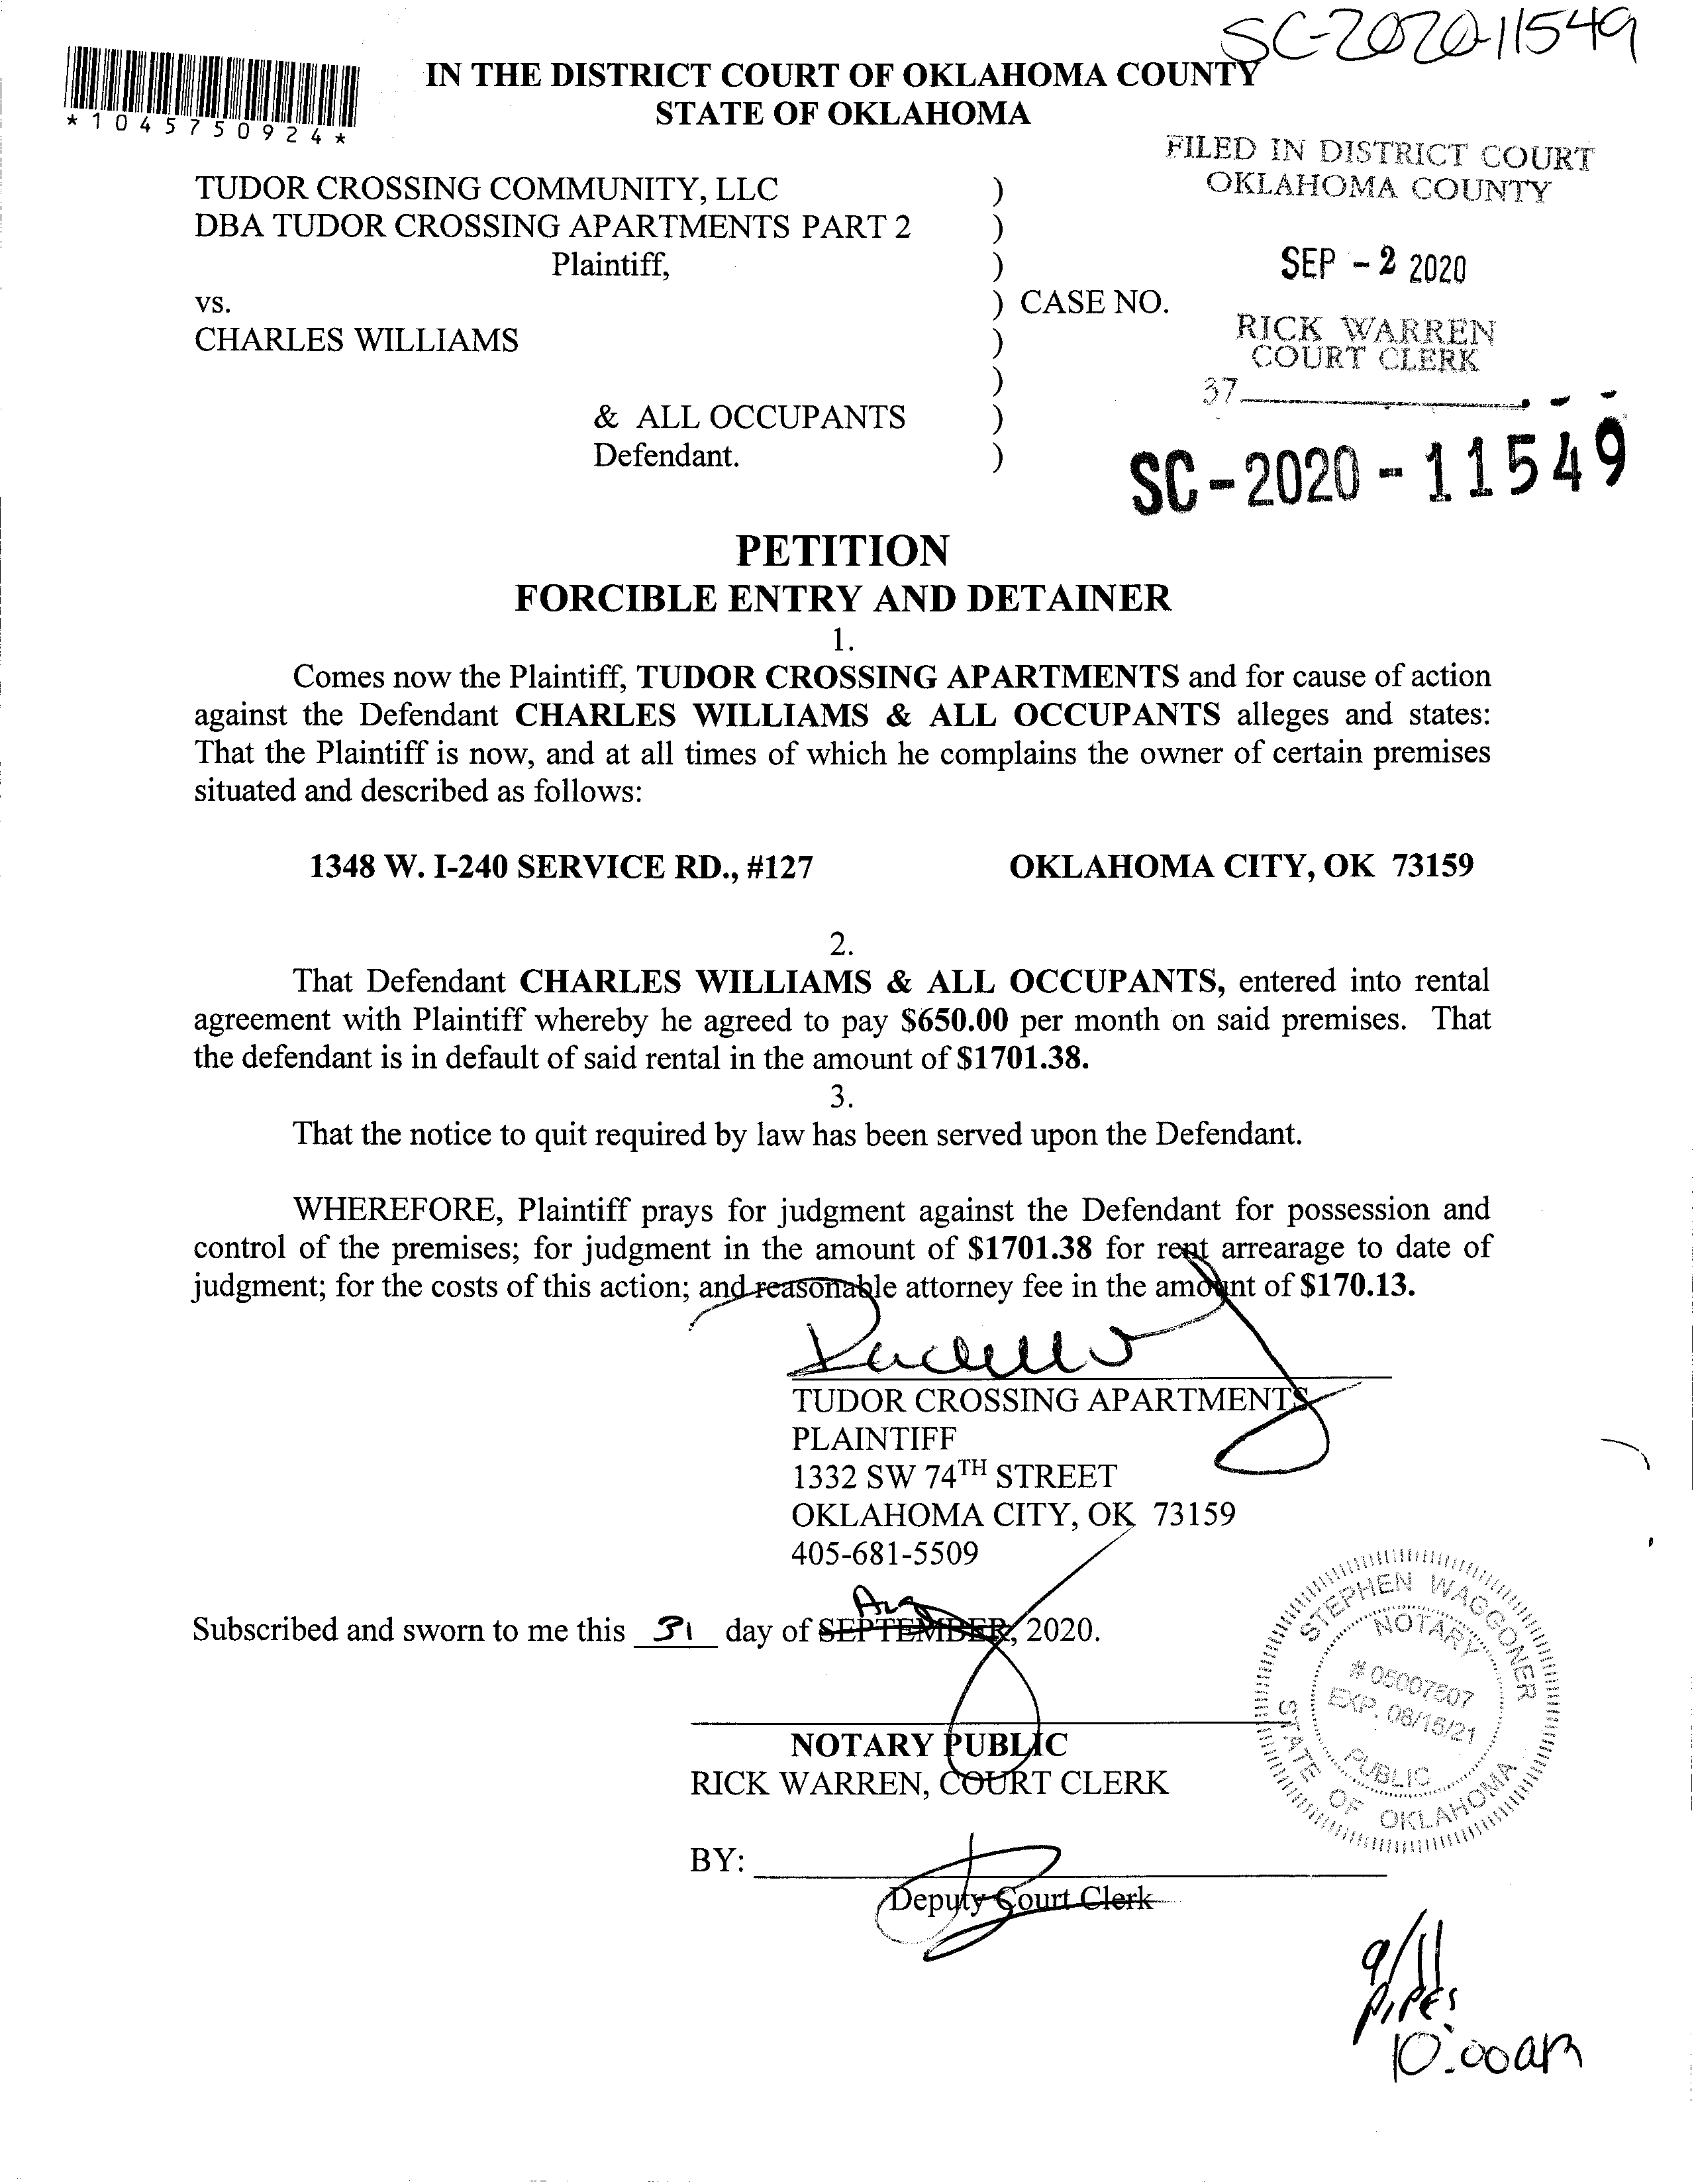 SC-2020-11549
*1045750924*
IN THE DISTRICT COURT OF OKLAHOMA COUNTY
STATE OF OKLAHOMA
FILED IN DISTRICT COURT
OKLAHOMA COUNTY
SEP - 2 2020
RICK WARREN
COURT CLERK
37
SC-2020-11549
TUDOR CROSSING COMMUNITY, LLC )
DBA TUDOR CROSSING APARTMENTS PART 2 )
Plaintiff, )
vs. ) CASE NO.
CHARLES WILLIAMS )
)
& ALL OCCUPANTS )
Defendant. )
PETITION
FORCIBLE ENTRY AND DETAINER
1.
Comes now the Plaintiff, TUDOR CROSSING APARTMENTS and for cause of action
against the Defendant CHARLES WILLIAMS & ALL OCCUPANTS alleges and states:
That the Plaintiff is now, and at all times of which he complains the owner of certain premises
situated and described as follows:
1348 W. I-240 SERVICE RD., #127 OKLAHOMA CITY, OK 73159
2.
That Defendant CHARLES WILLIAMS & ALL OCCUPANTS, entered into rental
agreement with Plaintiff whereby he agreed to pay $650.00 per month on said premises. That
the defendant is in default of said rental in the amount of $1701.38.
3.
That the notice to quit required by law has been served upon the Defendant.
WHEREFORE, Plaintiff prays for judgment against the Defendant for possession and
control of the premises; for judgment in the amount of $1701.38 for rent arrearage to date of
judgment; for the costs of this action; and reasonable attorney fee in the amount of $170.13.
TUDOR CROSSING APARTMENTS
PLAINTIFF
1332 SW 74TH STREET
OKLAHOMA CITY, OK 73159
405-681-5509
Aug
Subscribed and sworn to me this 31 day of SEPTEMBER, 2020.
NOTARY PUBLIC
RICK WARREN, COURT CLERK
BY:
Deputy Court Clerk
STEPHEN WAGGONER
NOTARY
# 05007507
EXP. 08/15/21
PUBLIC
STATE OF OKLAHOMA
9/11
PIPES
10:00am